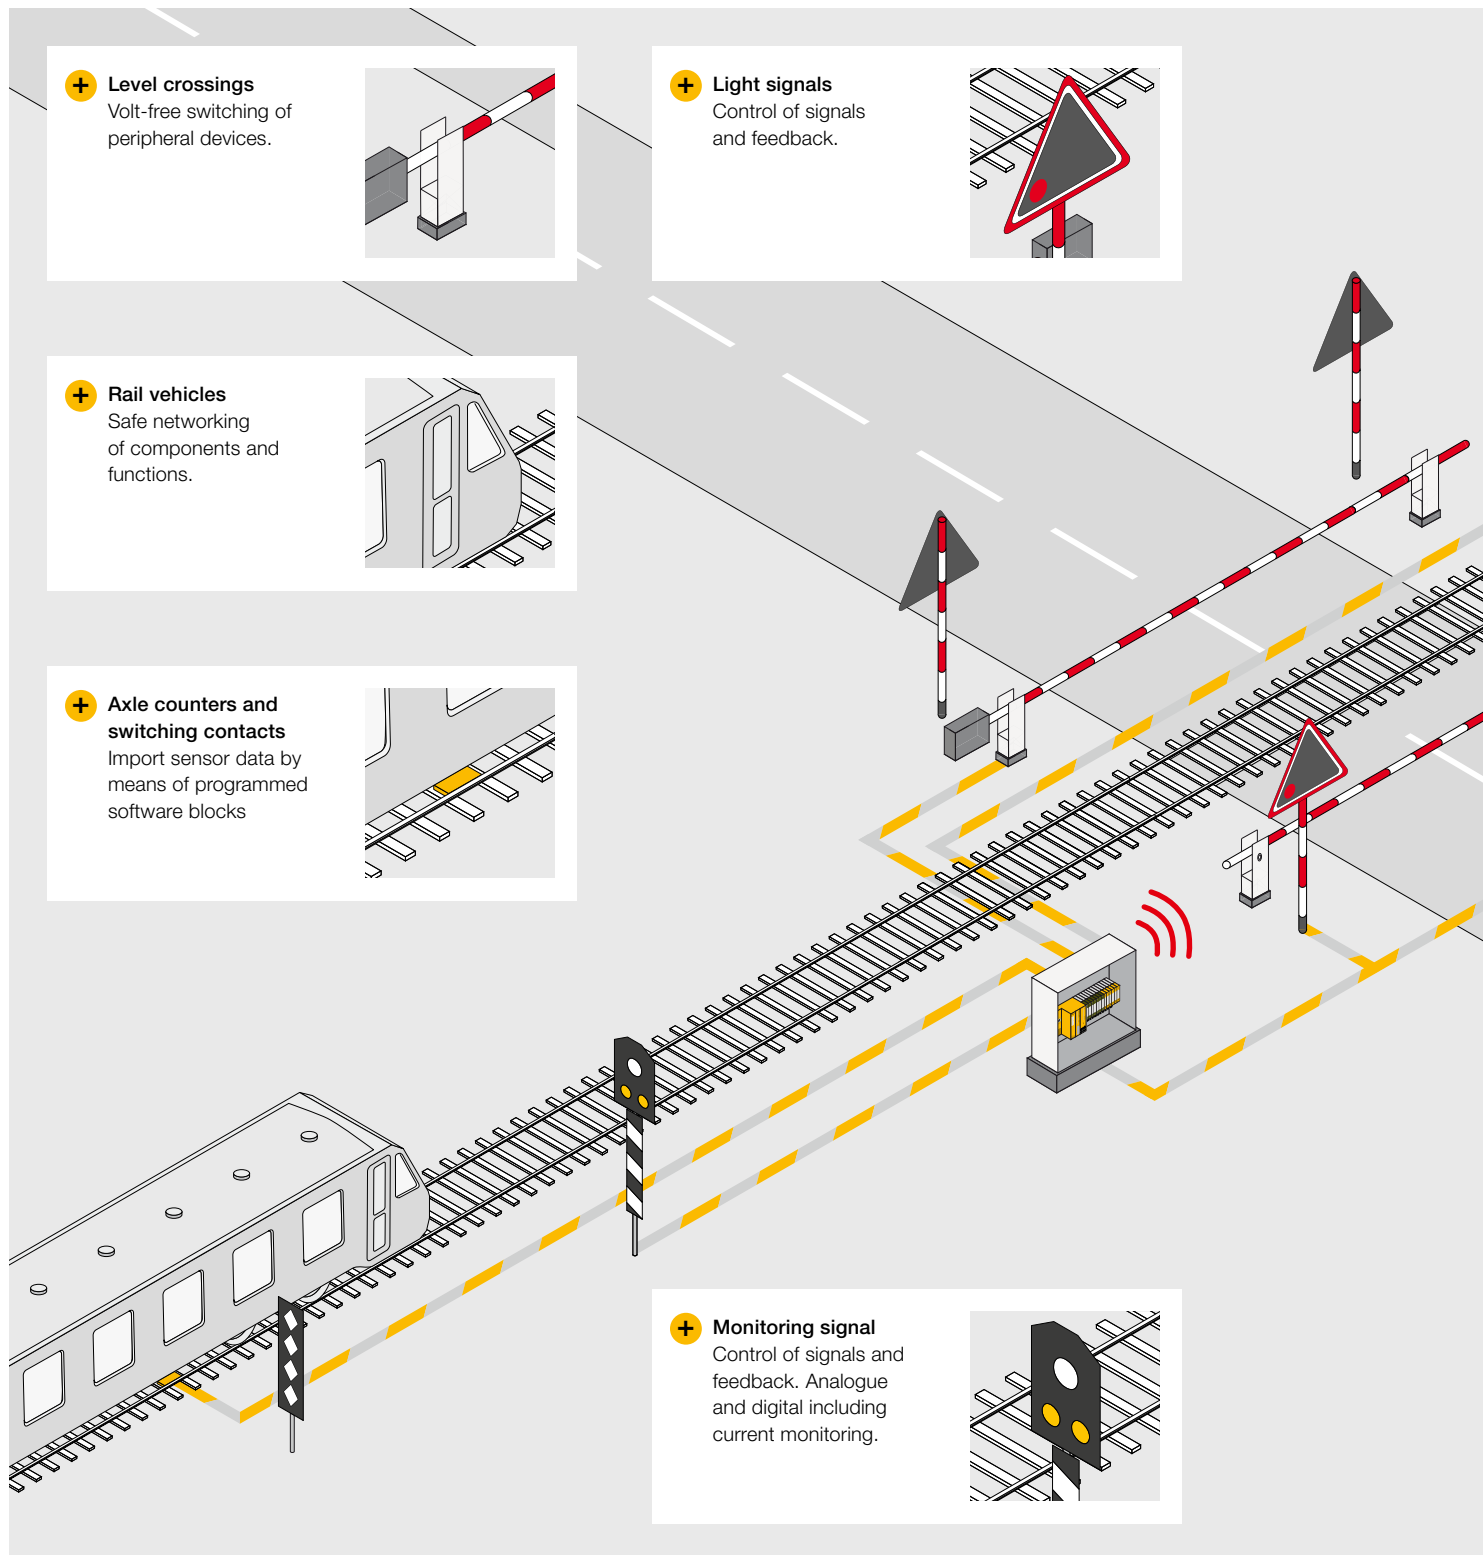 Level crossings
Volt-free switching of
peripheral devices.
Light signals
Control of signals
and feedback.
Rail vehicles
Safe networking
of components and
functions.
Axle counters and
switching contacts
Import sensor data by
means of programmed
software blocks
Monitoring signal
Control of signals and
feedback. Analogue
and digital including
current monitoring.